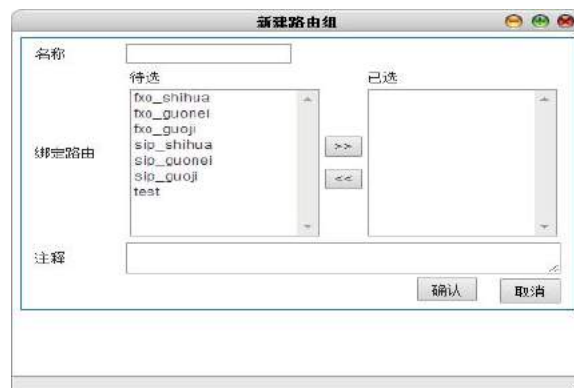 新建路由组
名称
待选 已选
fxo_shihua
fxo_guonei
fxo_guoji
sip_shihua
sip_guonei
sip_guoji
test
绑定路由
>>
<<
注释
确认 取消